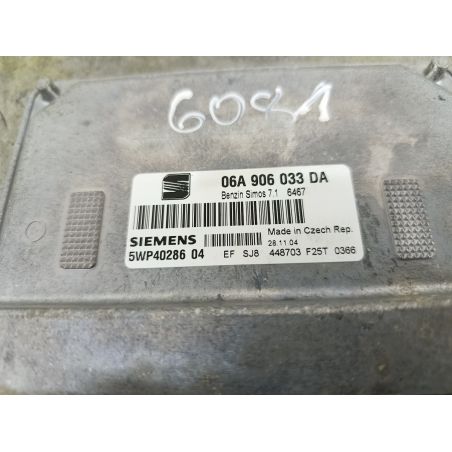 6081
06A 906 033 DA
Benzin Simos 7.1 6467
Made in Czech Rep.
SIEMENS
28.11.04
5WP40286 04 EF SJ8 448703 F25T 0366